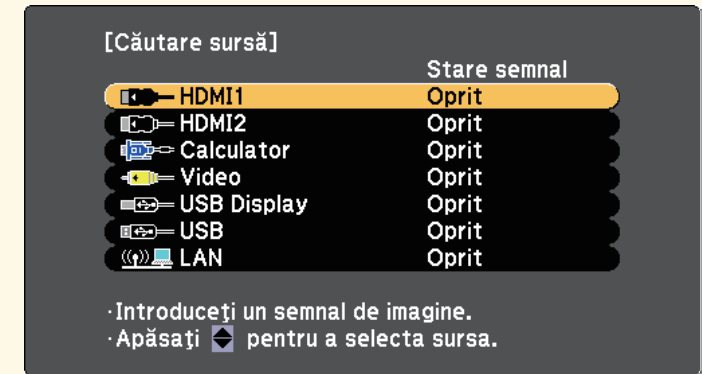 [Căutare sursă]
Stare semnal
HDMI1 Oprit
HDMI2 Oprit
Calculator Oprit
Video Oprit
USB Display Oprit
USB Oprit
LAN Oprit
·Introduceţi un semnal de imagine.
·Apăsaţi pentru a selecta sursa.